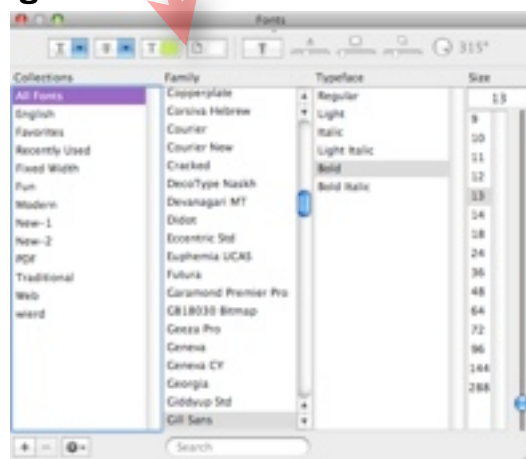 Fonts
T T T T 315°
Collections Family Typeface Size
All Fonts
English
Favorites
Recently Used
Fixed Width
Fun
Modern
New-1
New-2
PDF
Traditional
Web
wierd
Copperplate
Corsiva Hebrew
Courier
Courier New
Cracked
DecoType Naskh
Devanagari MT
Didot
Eccentric Std
Euphemia UCAS
Futura
Garamond Premier Pro
GB18030 Bitmap
Geeza Pro
Geneva
Geneva CY
Georgia
Giddyup Std
Gill Sans
Regular
Light
Italic
Light Italic
Bold
Bold Italic
13
9
10
11
12
13
14
18
24
36
48
64
72
96
144
288
Search